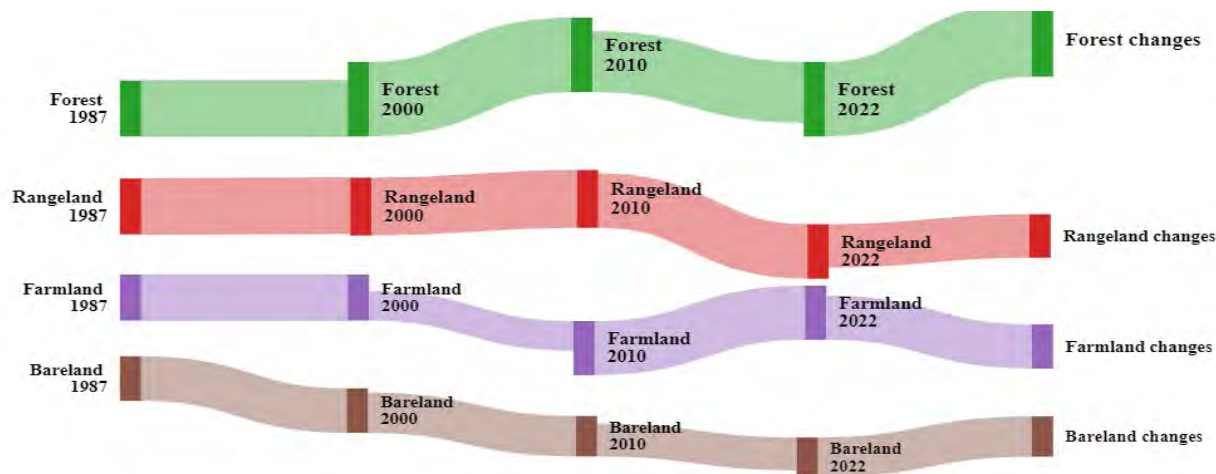 Forest
1987
Forest
2000
Forest
2010
Forest
2022
Forest changes
Rangeland
1987
Rangeland
2000
Rangeland
2010
Rangeland
2022
Rangeland changes
Farmland
1987
Farmland
2000
Farmland
2010
Farmland
2022
Farmland changes
Bareland
1987
Bareland
2000
Bareland
2010
Bareland
2022
Bareland changes